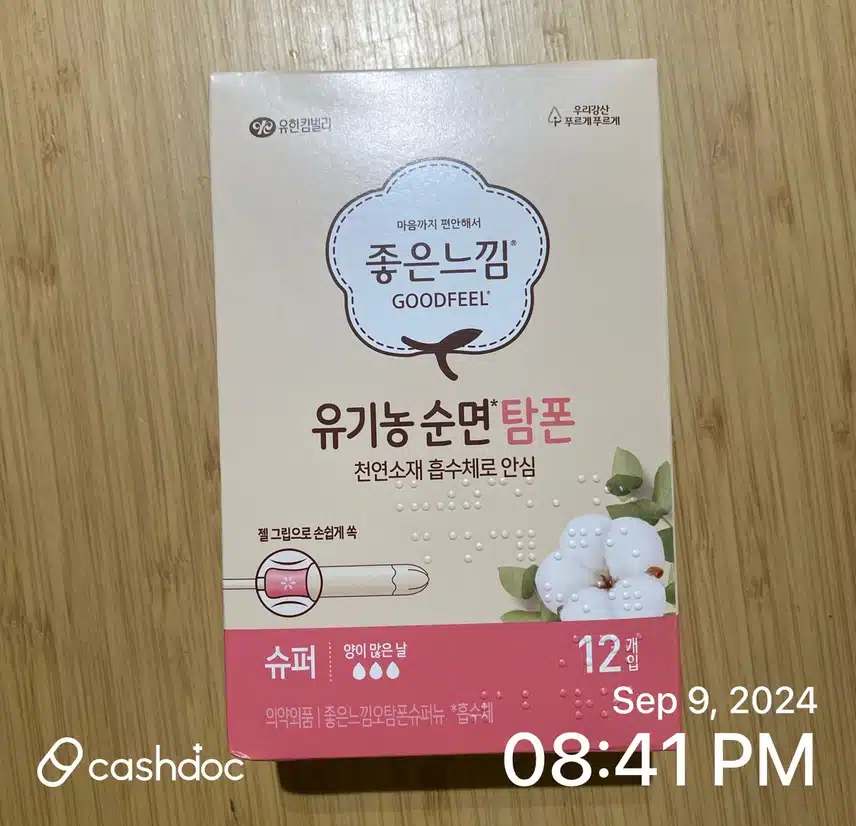 유한킴벌리
우리강산
푸르게 푸르게
마음까지 편안해서
좋은느낌®
GOODFEEL®
유기농 순면*탐폰
천연소재 흡수체로 안심
젤 그립으로 손쉽게 쏙
슈퍼
양이 많은 날
12개입
의약외품 | 좋은느낌오탐폰슈퍼뉴 *흡수체
Sep 9, 2024
08:41 PM
cashdoc